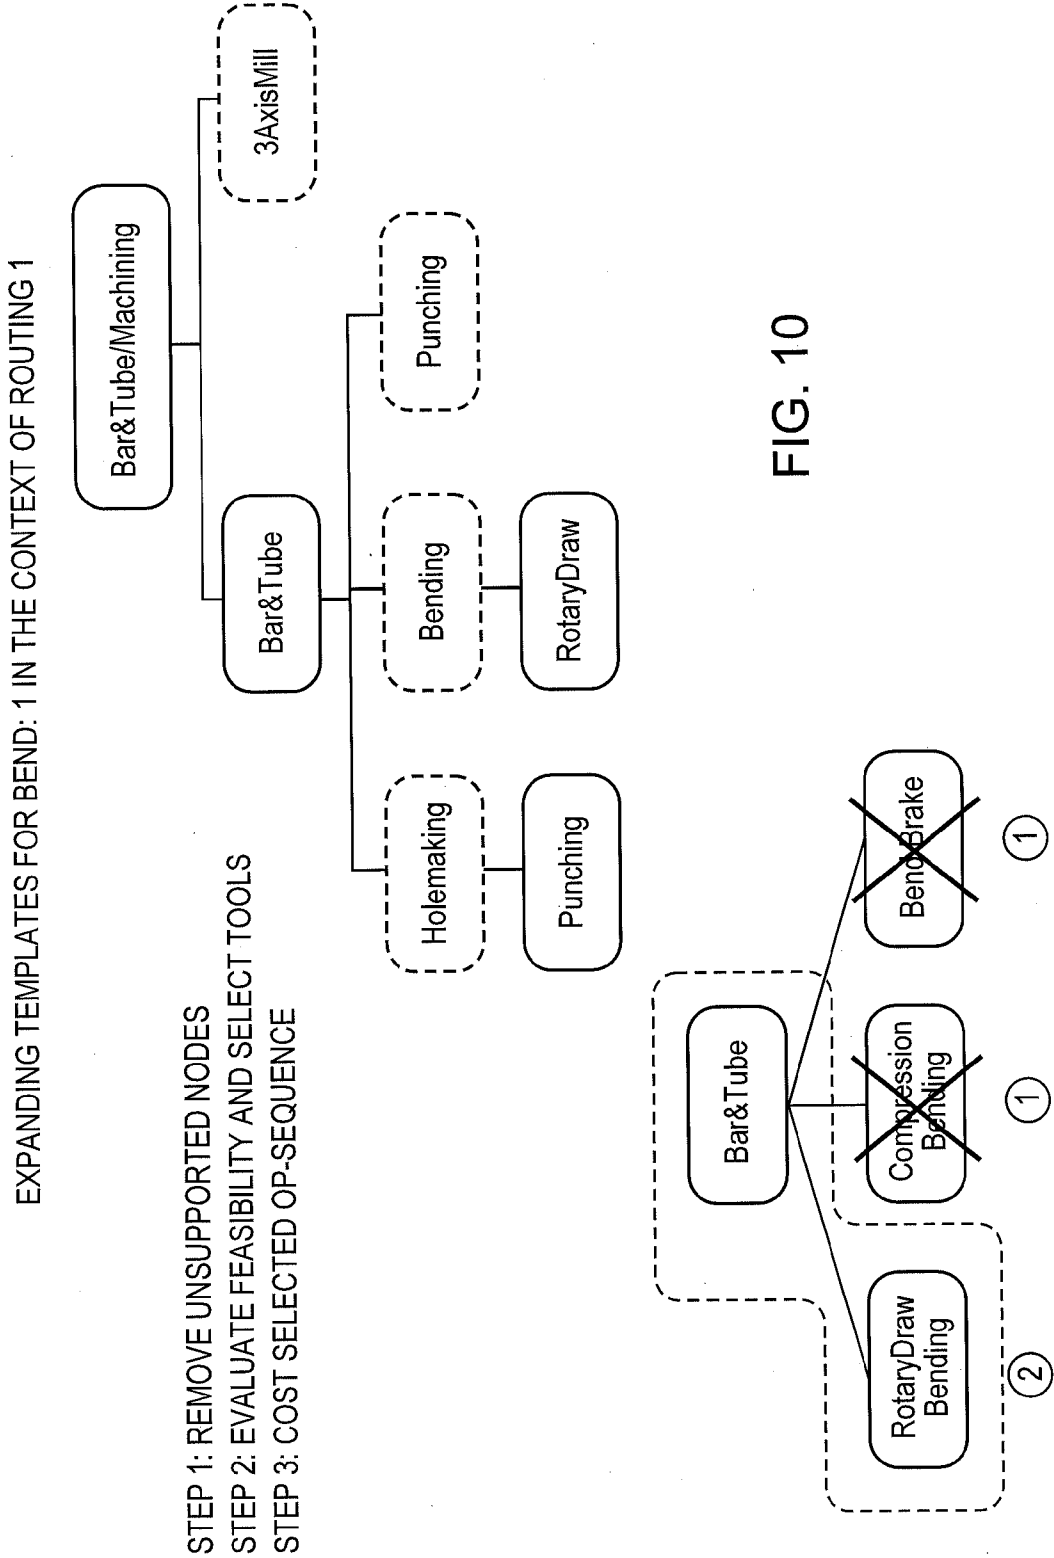 EXPANDING TEMPLATES FOR BEND: 1 IN THE CONTEXT OF ROUTING 1
STEP 1: REMOVE UNSUPPORTED NODES
STEP 2: EVALUATE FEASIBILITY AND SELECT TOOLS
STEP 3: COST SELECTED OP-SEQUENCE
Bar&Tube/Machining
Bar&Tube
3AxisMill
Holemaking
Bending
Punching
Punching
RotaryDraw
Bar&Tube
RotaryDraw
Bending
Compression
Bending
Bend Brake
2
1
1
FIG. 10